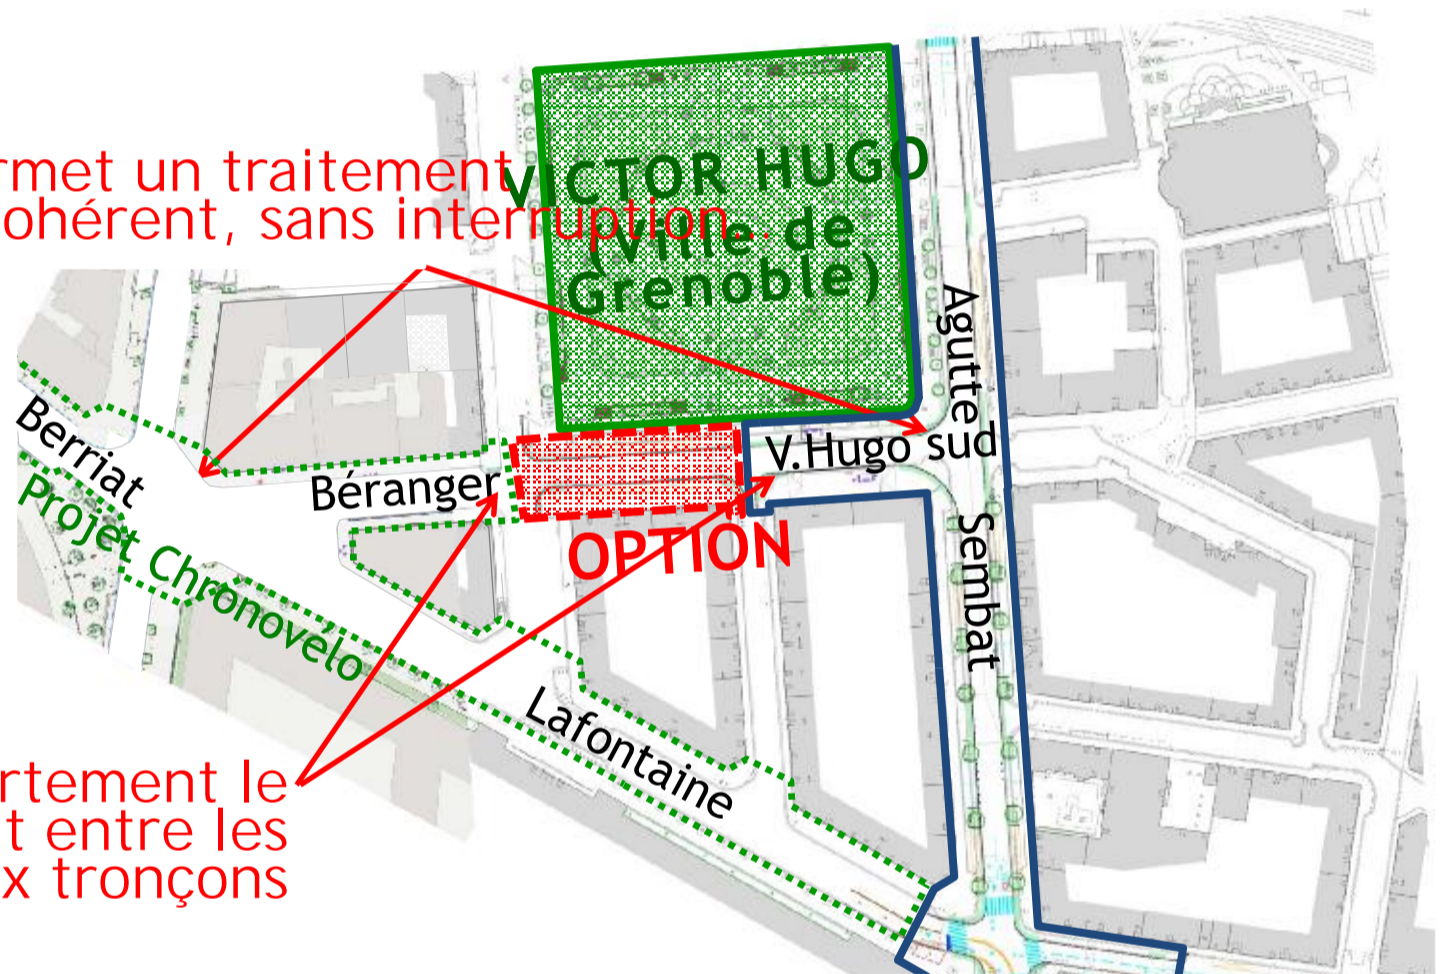 rmet un traitement
ohérent, sans interruption...
VICTOR HUGO
(Ville de
Grenoble)
Agutte
V.Hugo sud
Berriat
Béranger
Projet Chronovélo
OPTION
Sembat
Lafontaine
rtement le
t entre les
x tronçons